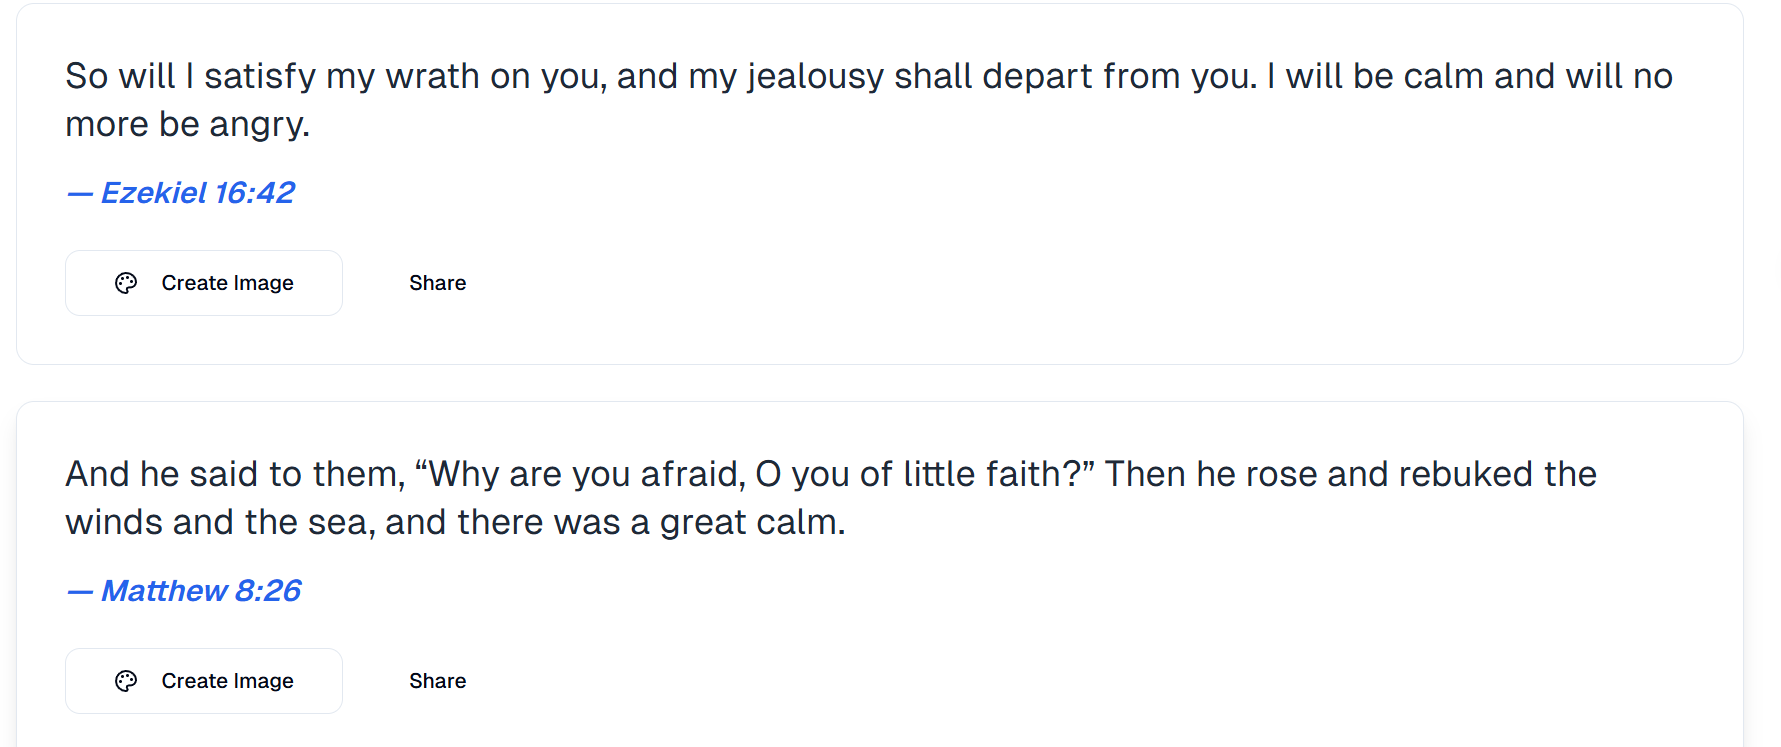 So will I satisfy my wrath on you, and my jealousy shall depart from you. I will be calm and will no
more be angry.
— Ezekiel 16:42
Create Image Share
And he said to them, “Why are you afraid, O you of little faith?” Then he rose and rebuked the
winds and the sea, and there was a great calm.
— Matthew 8:26
Create Image Share